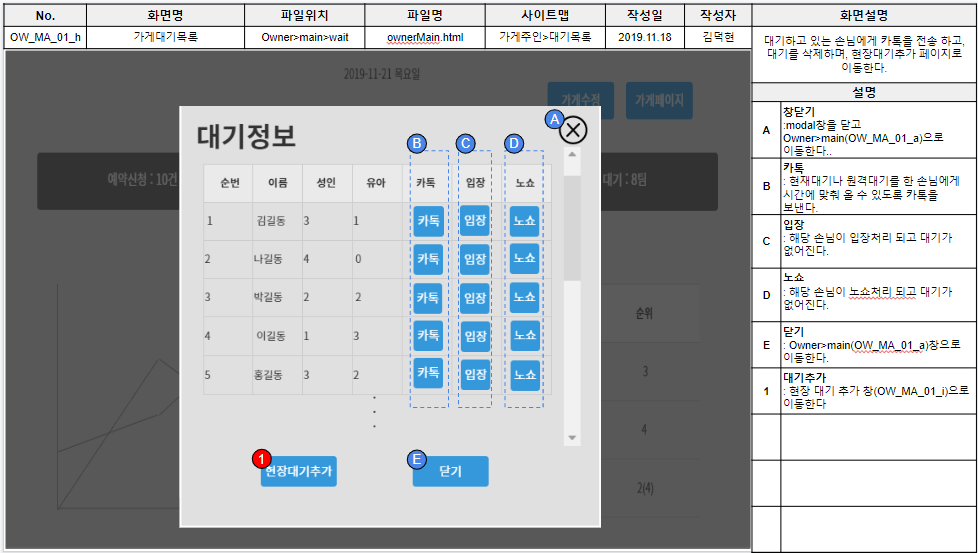 No. 화면명 파일위치 파일명 사이트맵 작성일 작성자 화면설명
OW_MA_01_h 가게대기목록 Owner>main>wait ownerMain.html 가게주인>대기목록 2019.11.18 김덕현
대기하고 있는 손님에게 카톡을 전송 하고,
대기를 삭제하며, 현장대기추가 페이지로
이동한다.
설명
A
창닫기
:modal창을 닫고
Owner>main(OW_MA_01_a)으로
이동한다..
B
카톡
: 현재대기나 원격대기를 한 손님에게
시간에 맞춰 올 수 있도록 카톡을
보낸다.
C
입장
: 해당 손님이 입장처리 되고 대기가
없어진다.
D
노쇼
: 해당 손님이 노쇼처리 되고 대기가
없어진다.
E
닫기
: Owner>main(OW_MA_01_a)창으로
이동한다.
1
대기추가
: 현장 대기 추가 창(OW_MA_01_i)으로
이동한다
2019-11-21 목요일
가게수정 가게페이지
예약신청 : 10건 대기 : 8팀
순위
3
4
2(4)
대기정보
A
B C D
순번 이름 성인 유아 카톡 입장 노쇼
1 김길동 3 1 카톡 입장 노쇼
2 나길동 4 0 카톡 입장 노쇼
3 박길동 2 2 카톡 입장 노쇼
4 이길동 1 3 카톡 입장 노쇼
5 홍길동 3 2 카톡 입장 노쇼
1 현장대기추가
E 닫기